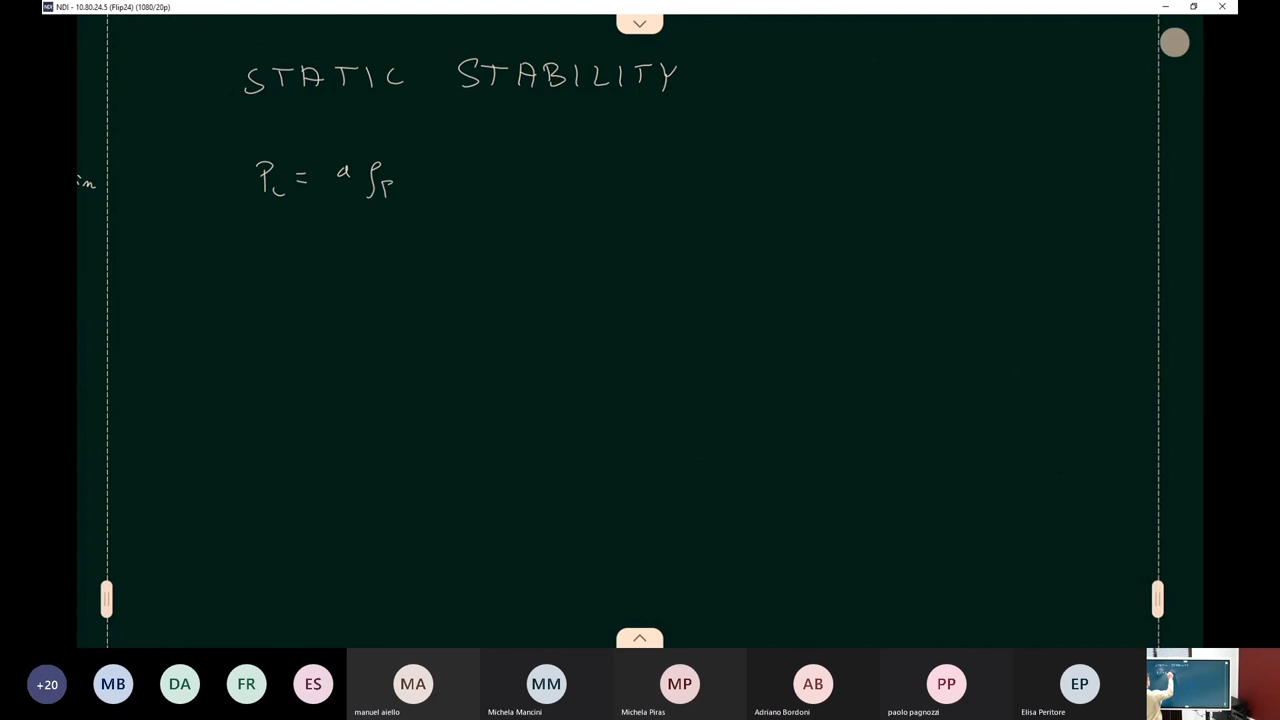 NDI - 10.80.24.5 (Flip24) (1080/20p)
STATIC STABILITY
in
P_c = a ρ_P
+20
MB
DA
FR
ES
MA
manuel aiello
MM
Michela Mancini
MP
Michela Piras
AB
Adriano Bordoni
PP
paolo pagnozzi
EP
Elisa Peritore